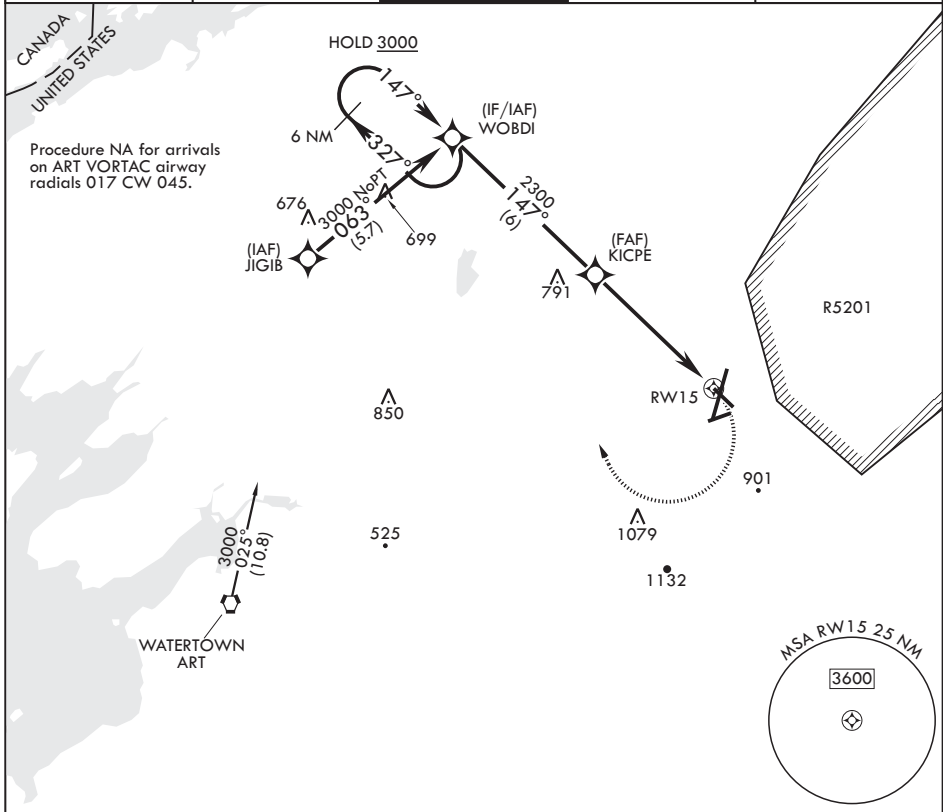 CANADA
UNITED STATES
HOLD 3000
147°
6 NM
327°
(IF/IAF)
WOBDI
Procedure NA for arrivals
on ART VORTAC airway
radials 017 CW 045.
676
3000 NoPT
063°
(5.7)
699
(IAF)
JIGIB
2300
147°
(6)
(FAF)
KICPE
791
R5201
RW15
850
901
1079
525
1132
3000
025°
(10.8)
WATERTOWN
ART
MSA RW15 25 NM
3600